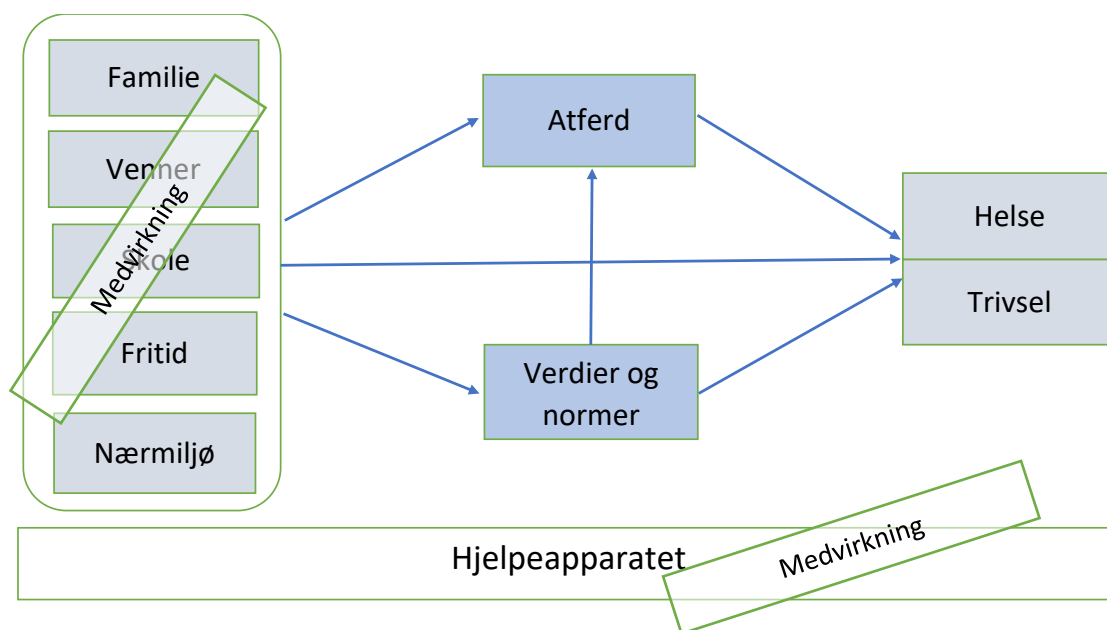 Familie
Venner
Skole
Fritid
Nærmiljø
Medvirkning
Atferd
Verdier og
normer
Helse
Trivsel
Hjelpeapparatet
Medvirkning